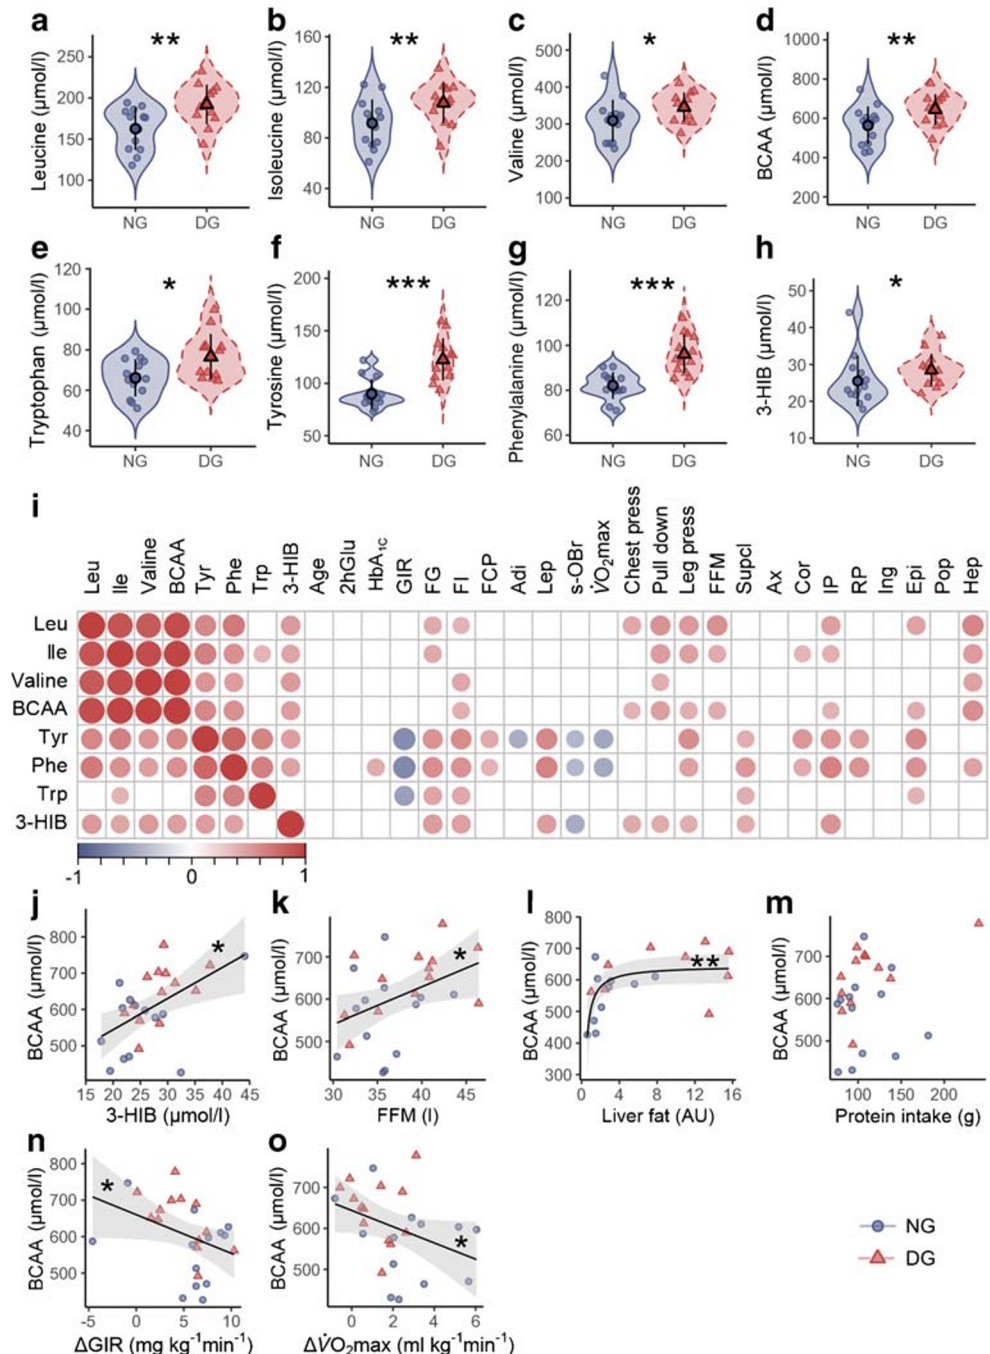 a b c d
** ** * **
Leucine (µmol/l)
250
200
150
100
NG DG
Isoleucine (µmol/l)
160
120
80
40
NG DG
Valine (µmol/l)
500
400
300
200
100
NG DG
BCAA (µmol/l)
1000
800
600
400
200
NG DG
e f g h
* *** *** *
Tryptophan (µmol/l)
120
100
80
60
40
NG DG
Tyrosine (µmol/l)
200
150
100
50
NG DG
Phenylalanine (µmol/l)
120
100
80
60
NG DG
3-HIB (µmol/l)
50
40
30
20
10
NG DG
i
Leu Ile Valine BCAA Tyr Phe Trp 3-HIB Age 2hGlu HbA1C GIR FG FI FCP Adi Lep s-OBr V̇O2max Chest press Pull down Leg press FFM Supcl Ax Cor IP RP Ing Epi Pop Hep
Leu
Ile
Valine
BCAA
Tyr
Phe
Trp
3-HIB
-1 0 1
j
BCAA (µmol/l)
800
700
600
500
*
15 20 25 30 35 40 45
3-HIB (µmol/l)
k
BCAA (µmol/l)
700
600
500
*
30 35 40 45
FFM (l)
l
BCAA (µmol/l)
800
700
600
500
400
300
**
0 4 8 12 16
Liver fat (AU)
m
BCAA (µmol/l)
700
600
500
100 150 200
Protein intake (g)
n
BCAA (µmol/l)
800
700
600
500
*
-5 0 5 10
ΔGIR (mg kg-1min-1)
o
BCAA (µmol/l)
700
600
500
*
0 2 4 6
ΔV̇O2max (ml kg-1min-1)
NG
DG